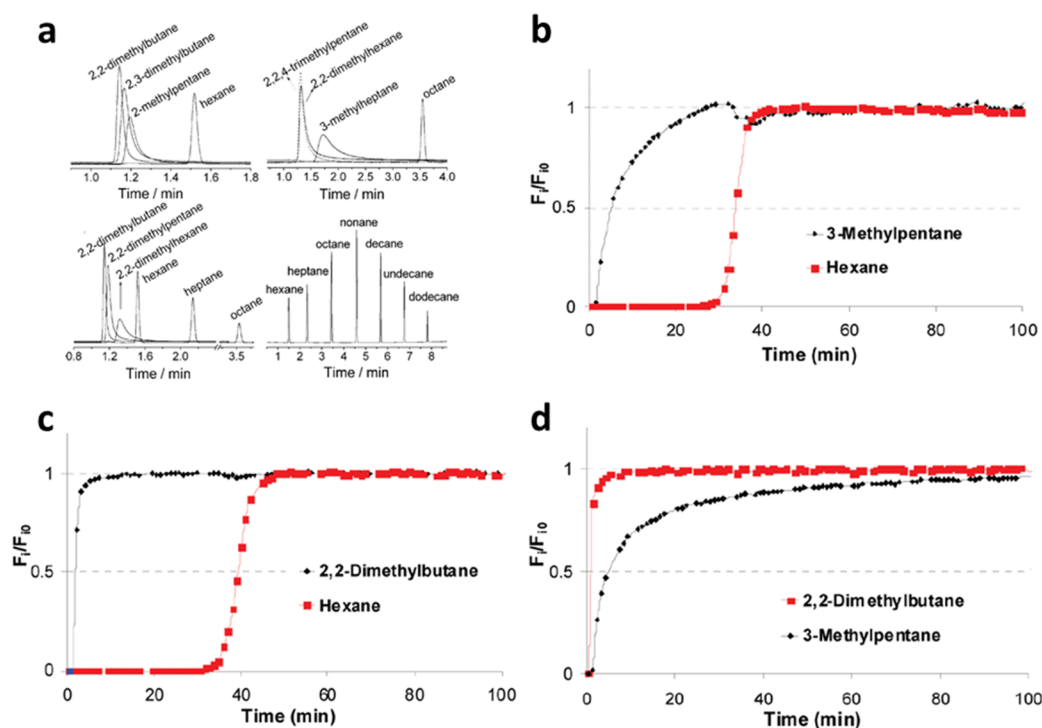 a
2,2-dimethylbutane
2,3-dimethylbutane
2-methylpentane
hexane
1.0 1.2 1.4 1.6 1.8
Time / min
2,2,4-trimethylpentane
2,2-dimethylhexane
3-methylheptane
octane
1.0 1.5 2.0 2.5 3.0 3.5 4.0
Time / min
2,2-dimethylbutane
2,2-dimethylpentane
2,2-dimethylhexane
hexane
heptane
octane
0.8 1.2 1.6 2.0 3.5
Time / min
hexane
heptane
octane
nonane
decane
undecane
dodecane
1 2 3 4 5 6 7 8
Time / min
b
Fi/Fi0
1
0.5
0
3-Methylpentane
Hexane
0 20 40 60 80 100
Time (min)
c
Fi/Fi0
1
0.5
0
2,2-Dimethylbutane
Hexane
0 20 40 60 80 100
Time (min)
d
Fi/Fi0
1
0.5
0
2,2-Dimethylbutane
3-Methylpentane
0 20 40 60 80 100
Time (min)